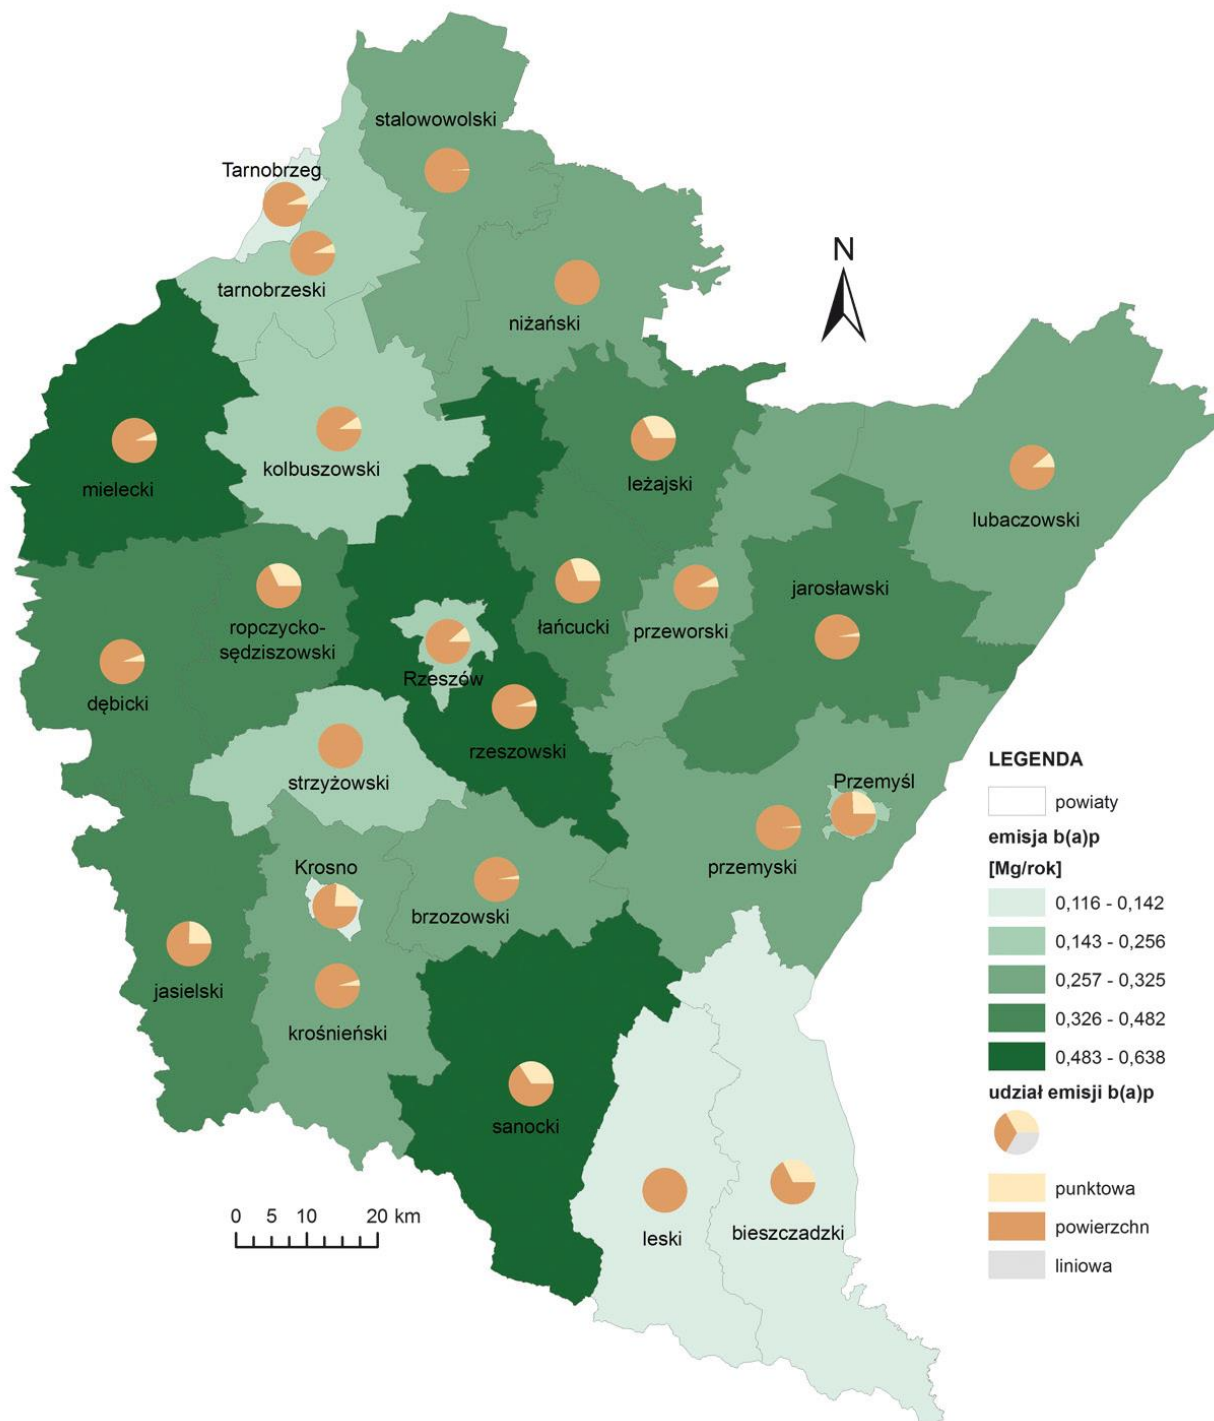 stalowowolski
Tarnobrzeg
N
tarnobrzeski
niżański
mielecki
kolbuszowski
leżajski
lubaczowski
jarosławski
ropczycko-
sędziszowski
łańcucki
przeworski
dębicki
Rzeszów
rzeszowski
strzyżowski
Przemyśl
przemyski
Krosno
brzozowski
jasielski
krośnieński
sanocki
leski
bieszczadzki
0 5 10 20 km
LEGENDA
powiaty
emisja b(a)p
[Mg/rok]
0,116 - 0,142
0,143 - 0,256
0,257 - 0,325
0,326 - 0,482
0,483 - 0,638
udział emisji b(a)p
punktowa
powierzchn
liniowa